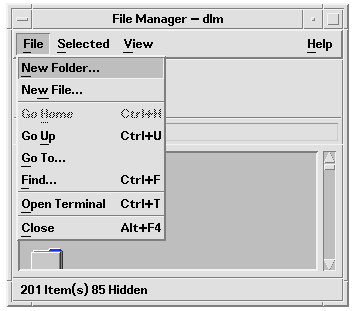 File Manager – dlm
File Selected View Help
New Folder...
New File...
Go Home Ctrl+H
Go Up Ctrl+U
Go To...
Find... Ctrl+F
Open Terminal Ctrl+T
Close Alt+F4
201 Item(s) 85 Hidden